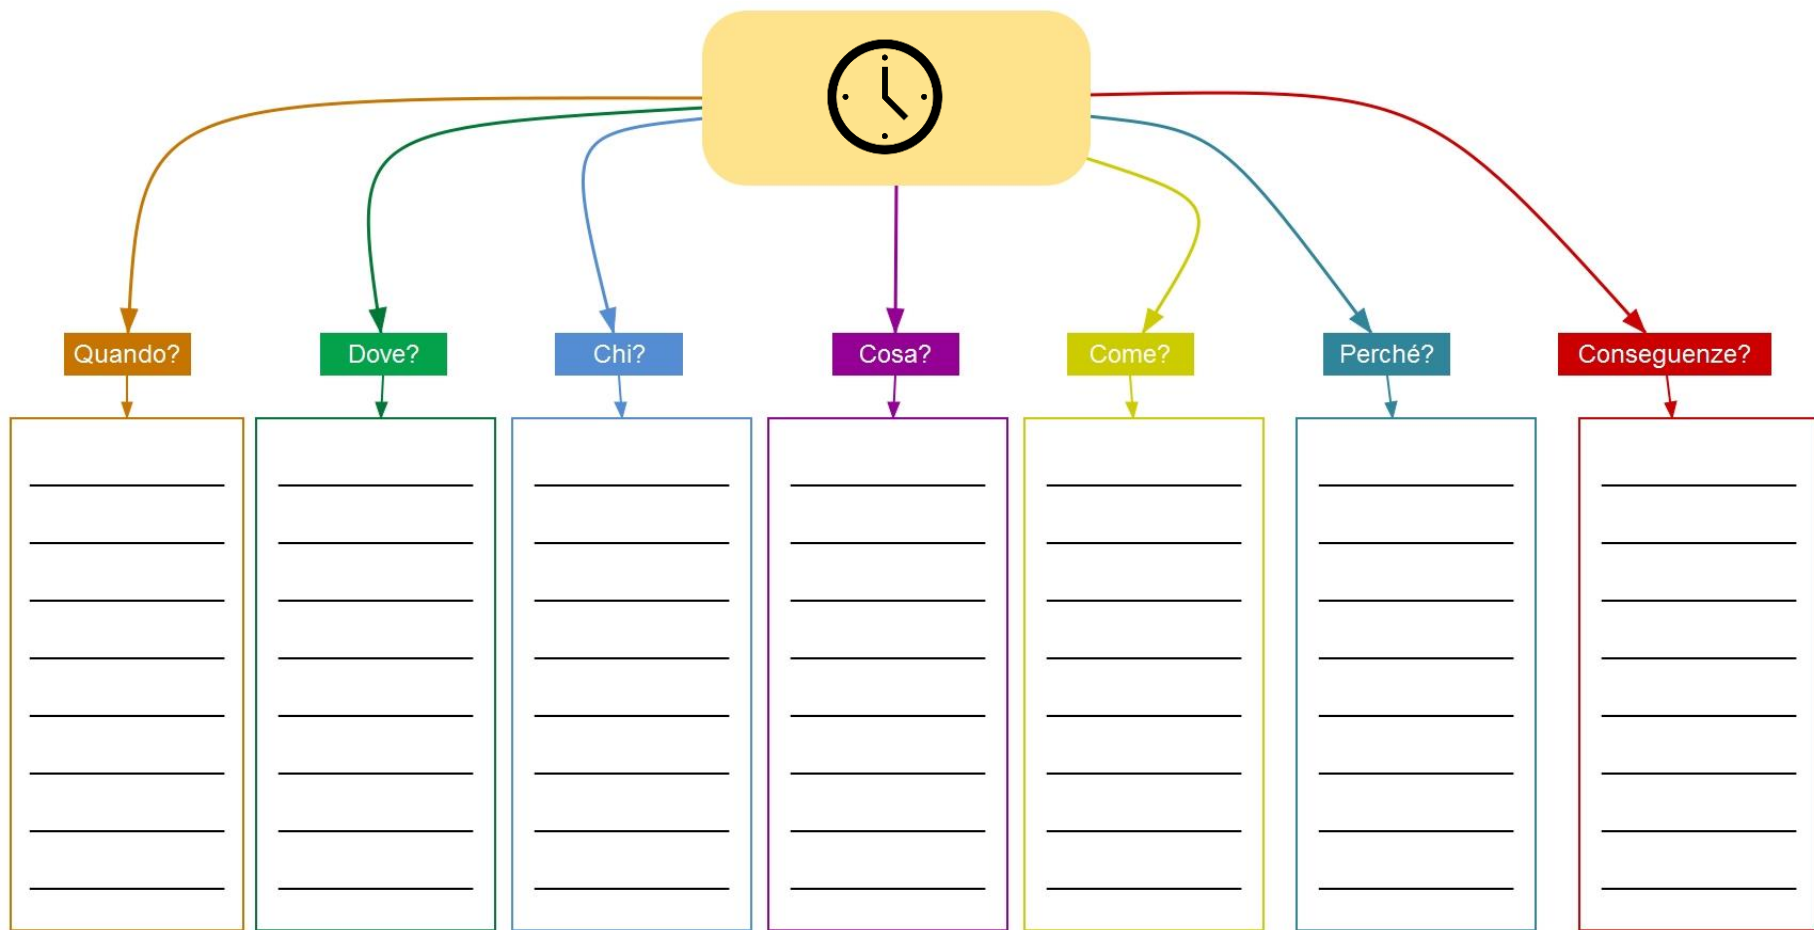 Quando?
Dove?
Chi?
Cosa?
Come?
Perché?
Conseguenze?